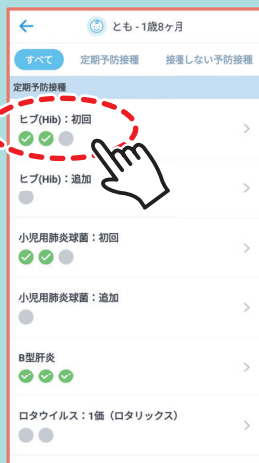 とも - 1歳8ヶ月
すべて 定期予防接種 接種しない予防接種
定期予防接種
ヒブ(Hib)：初回
ヒブ(Hib)：追加
小児用肺炎球菌：初回
小児用肺炎球菌：追加
B型肝炎
ロタウイルス：1価（ロタリックス）